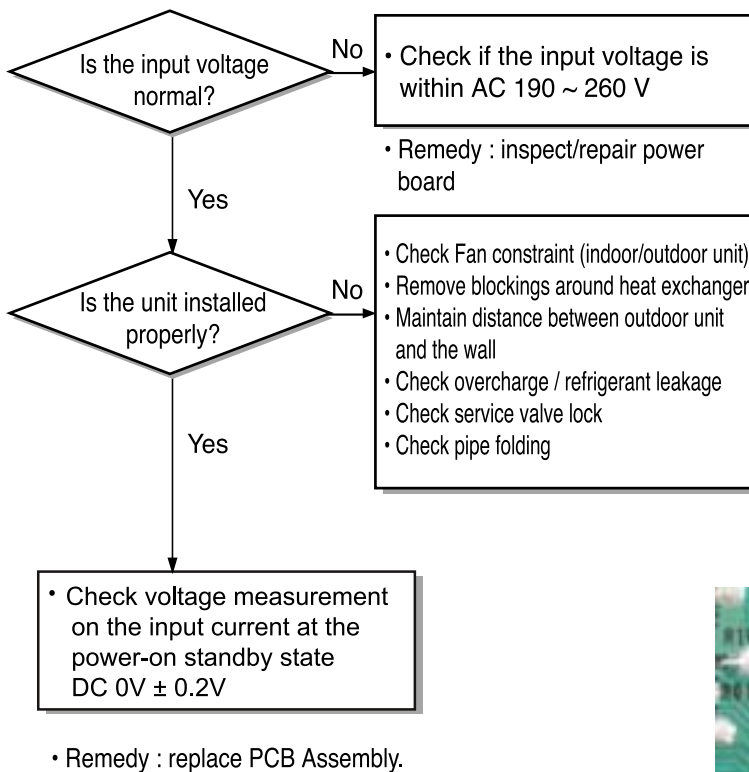 Is the input voltage
normal?
No
• Check if the input voltage is
within AC 190 ~ 260 V
• Remedy : inspect/repair power
board
Yes
Is the unit installed
properly?
No
• Check Fan constraint (indoor/outdoor unit)
• Remove blockings around heat exchanger
• Maintain distance between outdoor unit
and the wall
• Check overcharge / refrigerant leakage
• Check service valve lock
• Check pipe folding
Yes
• Check voltage measurement
on the input current at the
power-on standby state
DC 0V ± 0.2V
• Remedy : replace PCB Assembly.